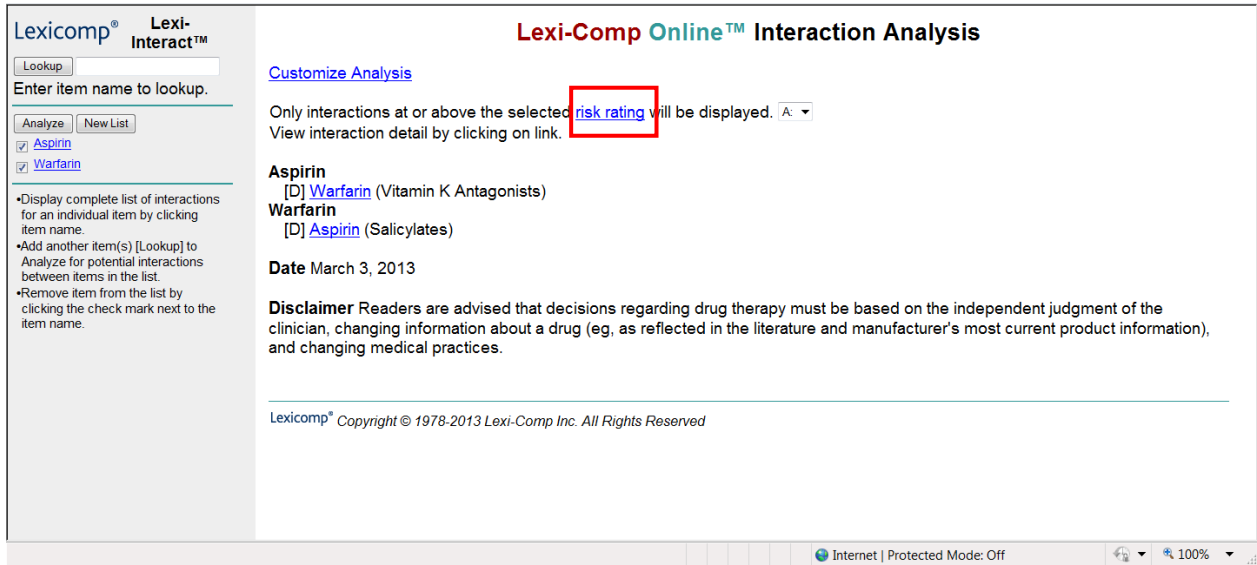 Lexicomp® Lexi-Interact™
Lookup
Enter item name to lookup.
Analyze New List
Aspirin
Warfarin
•Display complete list of interactions
for an individual item by clicking
item name.
•Add another item(s) [Lookup] to
Analyze for potential interactions
between items in the list.
•Remove item from the list by
clicking the check mark next to the
item name.
Lexi-Comp Online™ Interaction Analysis
Customize Analysis
Only interactions at or above the selected risk rating will be displayed. A:
View interaction detail by clicking on link.
Aspirin
[D] Warfarin (Vitamin K Antagonists)
Warfarin
[D] Aspirin (Salicylates)
Date March 3, 2013
Disclaimer Readers are advised that decisions regarding drug therapy must be based on the independent judgment of the
clinician, changing information about a drug (eg, as reflected in the literature and manufacturer's most current product information),
and changing medical practices.
Lexicomp® Copyright © 1978-2013 Lexi-Comp Inc. All Rights Reserved
Internet | Protected Mode: Off
100%